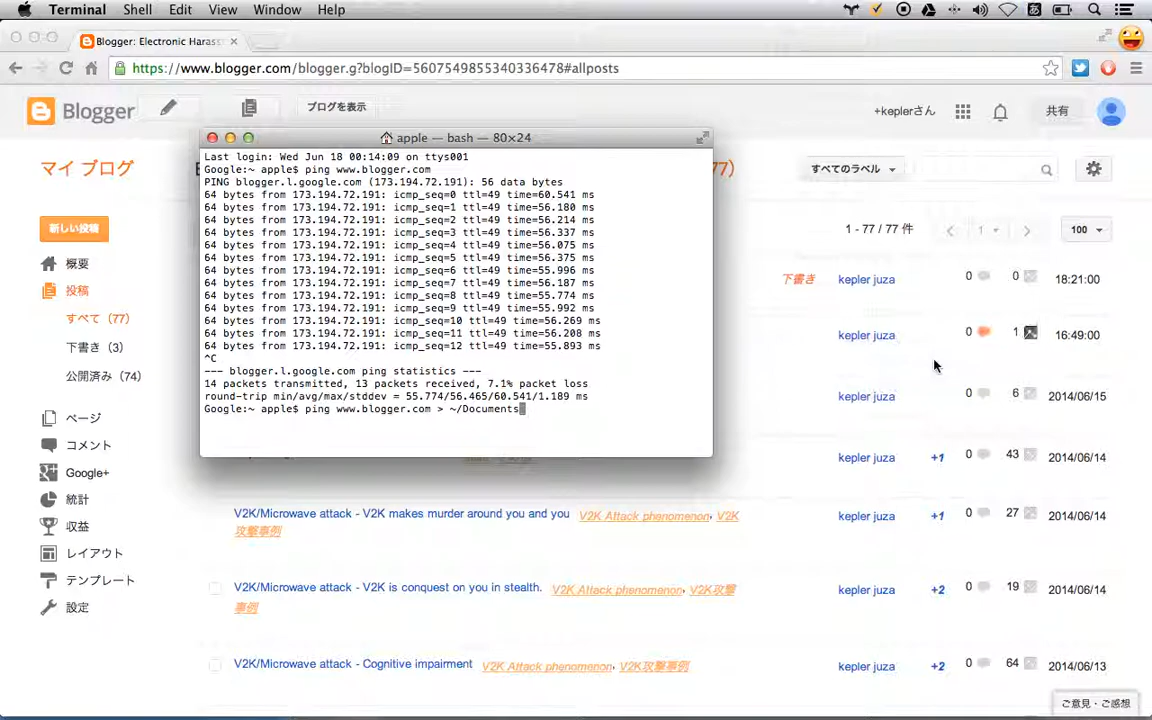 Terminal Shell Edit View Window Help
Blogger: Electronic Harass
https://www.blogger.com/blogger.g?blogID=5607549855340336478#allposts
Blogger
ブログを表示
+keplerさん
共有
apple — bash — 80×24
マイ ブログ
77)
すべてのラベル
Last login: Wed Jun 18 00:14:09 on ttys001
Google:~ apple$ ping www.blogger.com
PING blogger.l.google.com (173.194.72.191): 56 data bytes
64 bytes from 173.194.72.191: icmp_seq=0 ttl=49 time=60.541 ms
64 bytes from 173.194.72.191: icmp_seq=1 ttl=49 time=56.180 ms
64 bytes from 173.194.72.191: icmp_seq=2 ttl=49 time=56.214 ms
64 bytes from 173.194.72.191: icmp_seq=3 ttl=49 time=56.337 ms
64 bytes from 173.194.72.191: icmp_seq=4 ttl=49 time=56.075 ms
64 bytes from 173.194.72.191: icmp_seq=5 ttl=49 time=56.375 ms
64 bytes from 173.194.72.191: icmp_seq=6 ttl=49 time=55.996 ms
64 bytes from 173.194.72.191: icmp_seq=7 ttl=49 time=56.187 ms
64 bytes from 173.194.72.191: icmp_seq=8 ttl=49 time=55.774 ms
64 bytes from 173.194.72.191: icmp_seq=9 ttl=49 time=55.992 ms
64 bytes from 173.194.72.191: icmp_seq=10 ttl=49 time=56.269 ms
64 bytes from 173.194.72.191: icmp_seq=11 ttl=49 time=56.208 ms
64 bytes from 173.194.72.191: icmp_seq=12 ttl=49 time=55.893 ms
^C
--- blogger.l.google.com ping statistics ---
14 packets transmitted, 13 packets received, 7.1% packet loss
round-trip min/avg/max/stddev = 55.774/56.465/60.541/1.189 ms
Google:~ apple$ ping www.blogger.com > ~/Documents
新しい投稿
概要
投稿
すべて (77)
下書き (3)
公開済み (74)
ページ
コメント
Google+
統計
収益
レイアウト
テンプレート
設定
1 - 77 / 77 件
1
100
下書き kepler juza 0 0 18:21:00
kepler juza 0 1 16:49:00
kepler juza 0 6 2014/06/15
kepler juza +1 0 43 2014/06/14
V2K/Microwave attack - V2K makes murder around you and you V2K Attack phenomenon、V2K kepler juza +1 0 27 2014/06/14
攻撃事例
V2K/Microwave attack - V2K is conquest on you in stealth. V2K Attack phenomenon、V2K攻撃 kepler juza +2 0 19 2014/06/14
事例
V2K/Microwave attack - Cognitive impairment V2K Attack phenomenon、V2K攻撃事例 kepler juza +2 0 64 2014/06/13
ご意見・ご感想